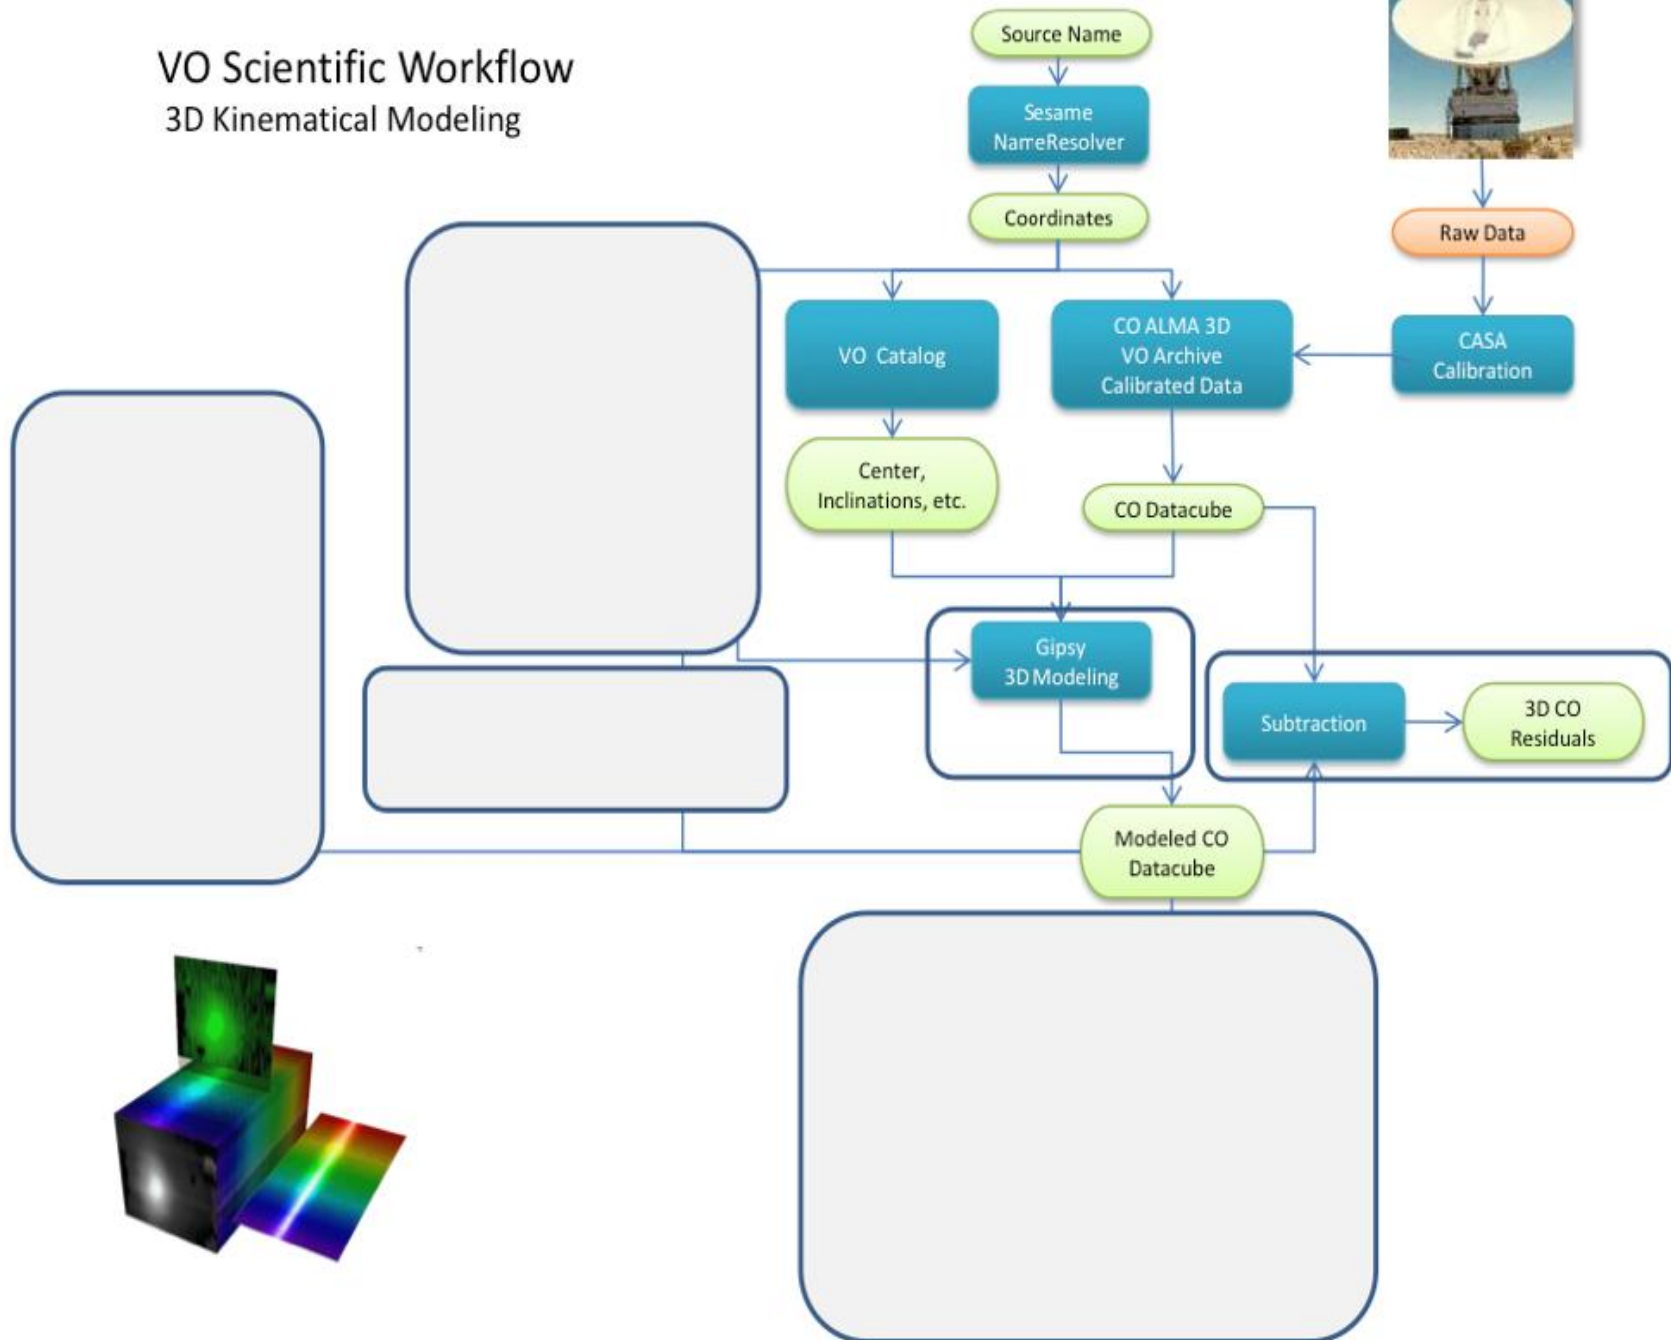 VO Scientific Workflow
3D Kinematical Modeling
Source Name
Sesame
NameResolver
Coordinates
Raw Data
VO Catalog
CO ALMA 3D
VO Archive
Calibrated Data
CASA
Calibration
Center,
Inclinations, etc.
CO Datacube
Gipsy
3D Modeling
Subtraction
3D CO
Residuals
Modeled CO
Datacube